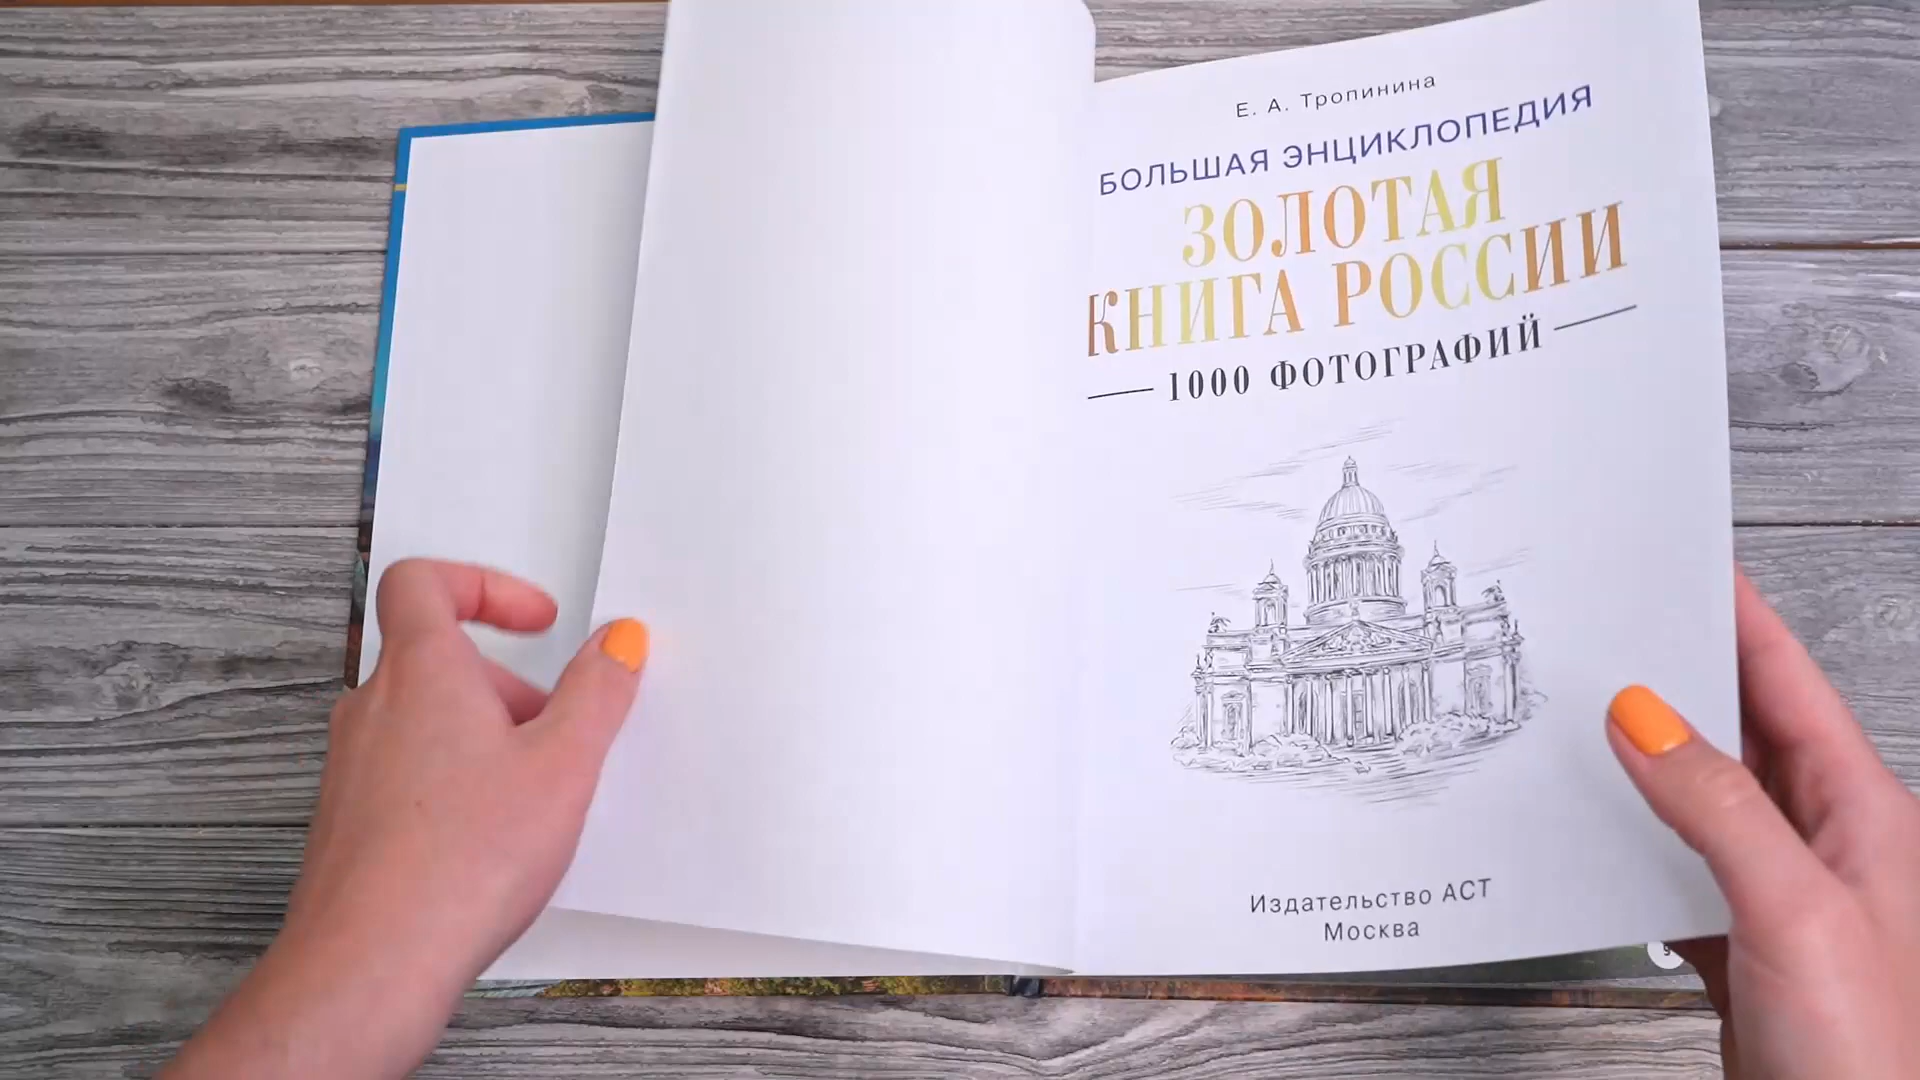 Е. А. Тропинина
БОЛЬШАЯ ЭНЦИКЛОПЕДИЯ
ЗОЛОТАЯ
КНИГА РОССИИ
1000 ФОТОГРАФИЙ
Издательство АСТ
Москва